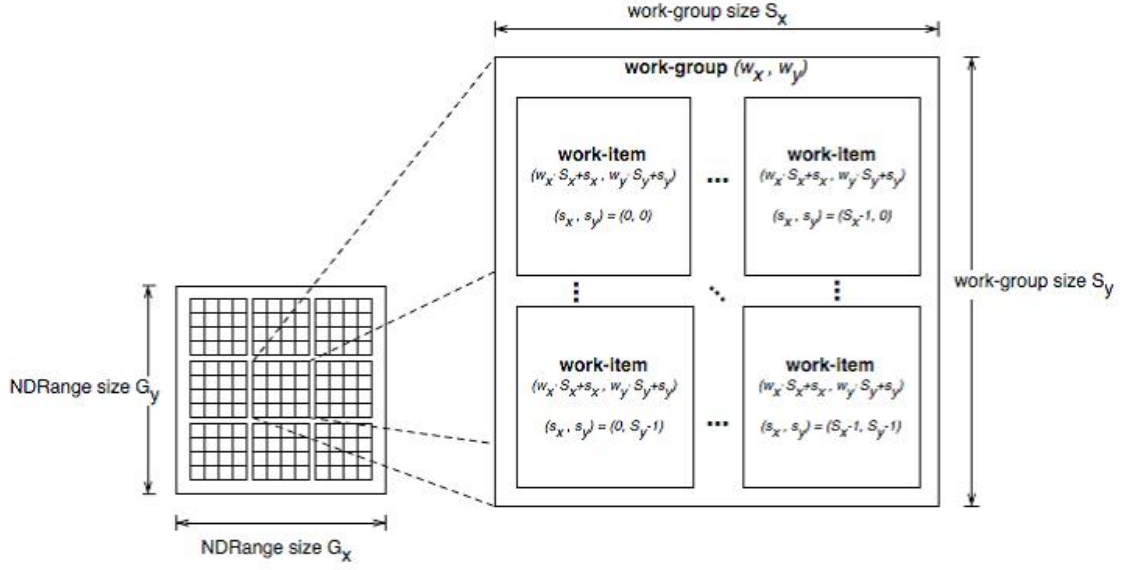 work-group size Sx
work-group (wx , wy)
work-item
(wx· Sx+sx , wy· Sy+sy)
(sx , sy) = (0, 0)
...
work-item
(wx· Sx+sx , wy· Sy+sy)
(sx , sy) = (Sx-1, 0)
work-group size Sy
work-item
(wx· Sx+sx , wy· Sy+sy)
(sx , sy) = (0, Sy-1)
...
work-item
(wx· Sx+sx , wy· Sy+sy)
(sx , sy) = (Sx-1, Sy-1)
NDRange size Gy
NDRange size Gx